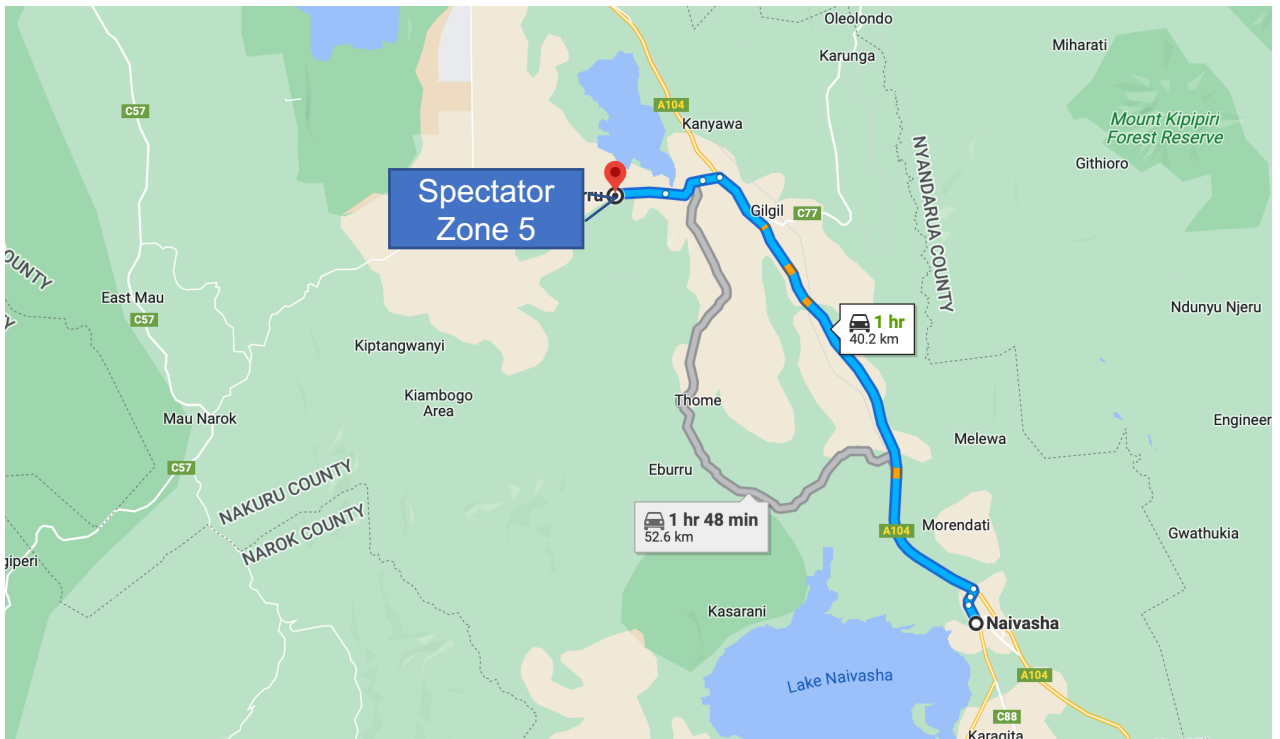 Oleolondo
Miharati
Karunga
C57
A104
Kanyawa
Mount Kipipiri
Forest Reserve
Githioro
Spectator
Zone 5
rru
Gilgil
C77
NYANDARUA COUNTY
OUNTY
East Mau
C57
Ndunyu Njeru
1 hr
40.2 km
Kiptangwanyi
Kiambogo
Area
Thome
Mau Narok
Engineer
Melewa
C57
Eburru
NAKURU COUNTY
NAROK COUNTY
1 hr 48 min
52.6 km
A104
Morendati
Gwathukia
giperi
Kasarani
Naivasha
Lake Naivasha
A104
C88
Karagita